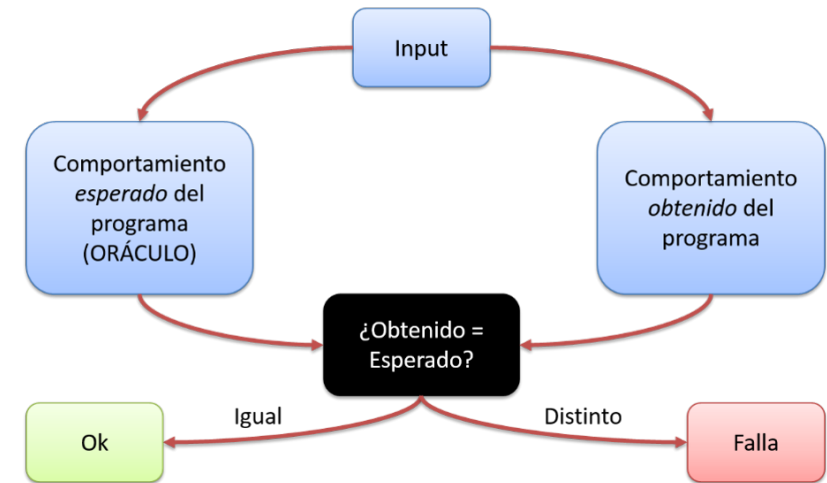 Input
Comportamiento
esperado del
programa
(ORÁCULO)
Comportamiento
obtenido del
programa
¿Obtenido =
Esperado?
Igual
Distinto
Ok
Falla